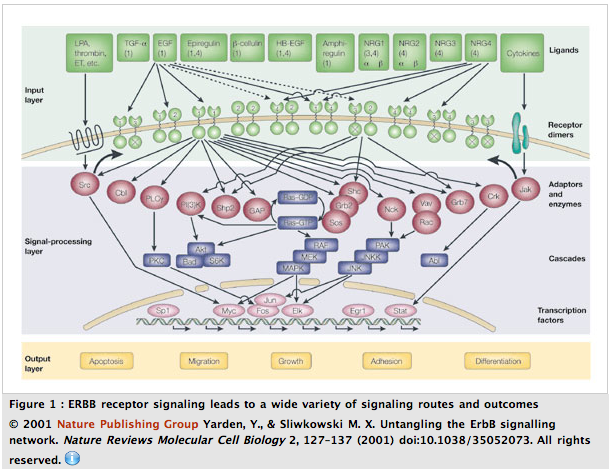 LPA, thrombin, ET, etc.
TGF-α (1)
EGF (1)
Epiregulin (1,4)
β-cellulin (1)
HB-EGF (1,4)
Amphi-regulin (1)
NRG1 (3,4) α β
NRG2 (4) α β
NRG3 (4)
NRG4 (4)
Cytokines
Ligands
Input layer
Receptor dimers
Src
Cbl
PLCγ
PI(3)K
Shp2
GAP
Ras-GDP
Ras-GTP
Shc
Grb2
Sos
Nck
Vav
Rac
Grb7
Crk
Jak
Adaptors and enzymes
Signal-processing layer
PKC
Akt
Bad
S6K
RAF
MEK
MAPK
PAK
JNKK
JNK
Abl
Cascades
Sp1
Myc
Jun
Fos
Elk
Egr1
Stat
Transcription factors
Output layer
Apoptosis
Migration
Growth
Adhesion
Differentiation
Figure 1 : ERBB receptor signaling leads to a wide variety of signaling routes and outcomes
© 2001 Nature Publishing Group Yarden, Y., & Sliwkowski M. X. Untangling the ErbB signalling
network. Nature Reviews Molecular Cell Biology 2, 127–137 (2001) doi:10.1038/35052073. All rights
reserved.